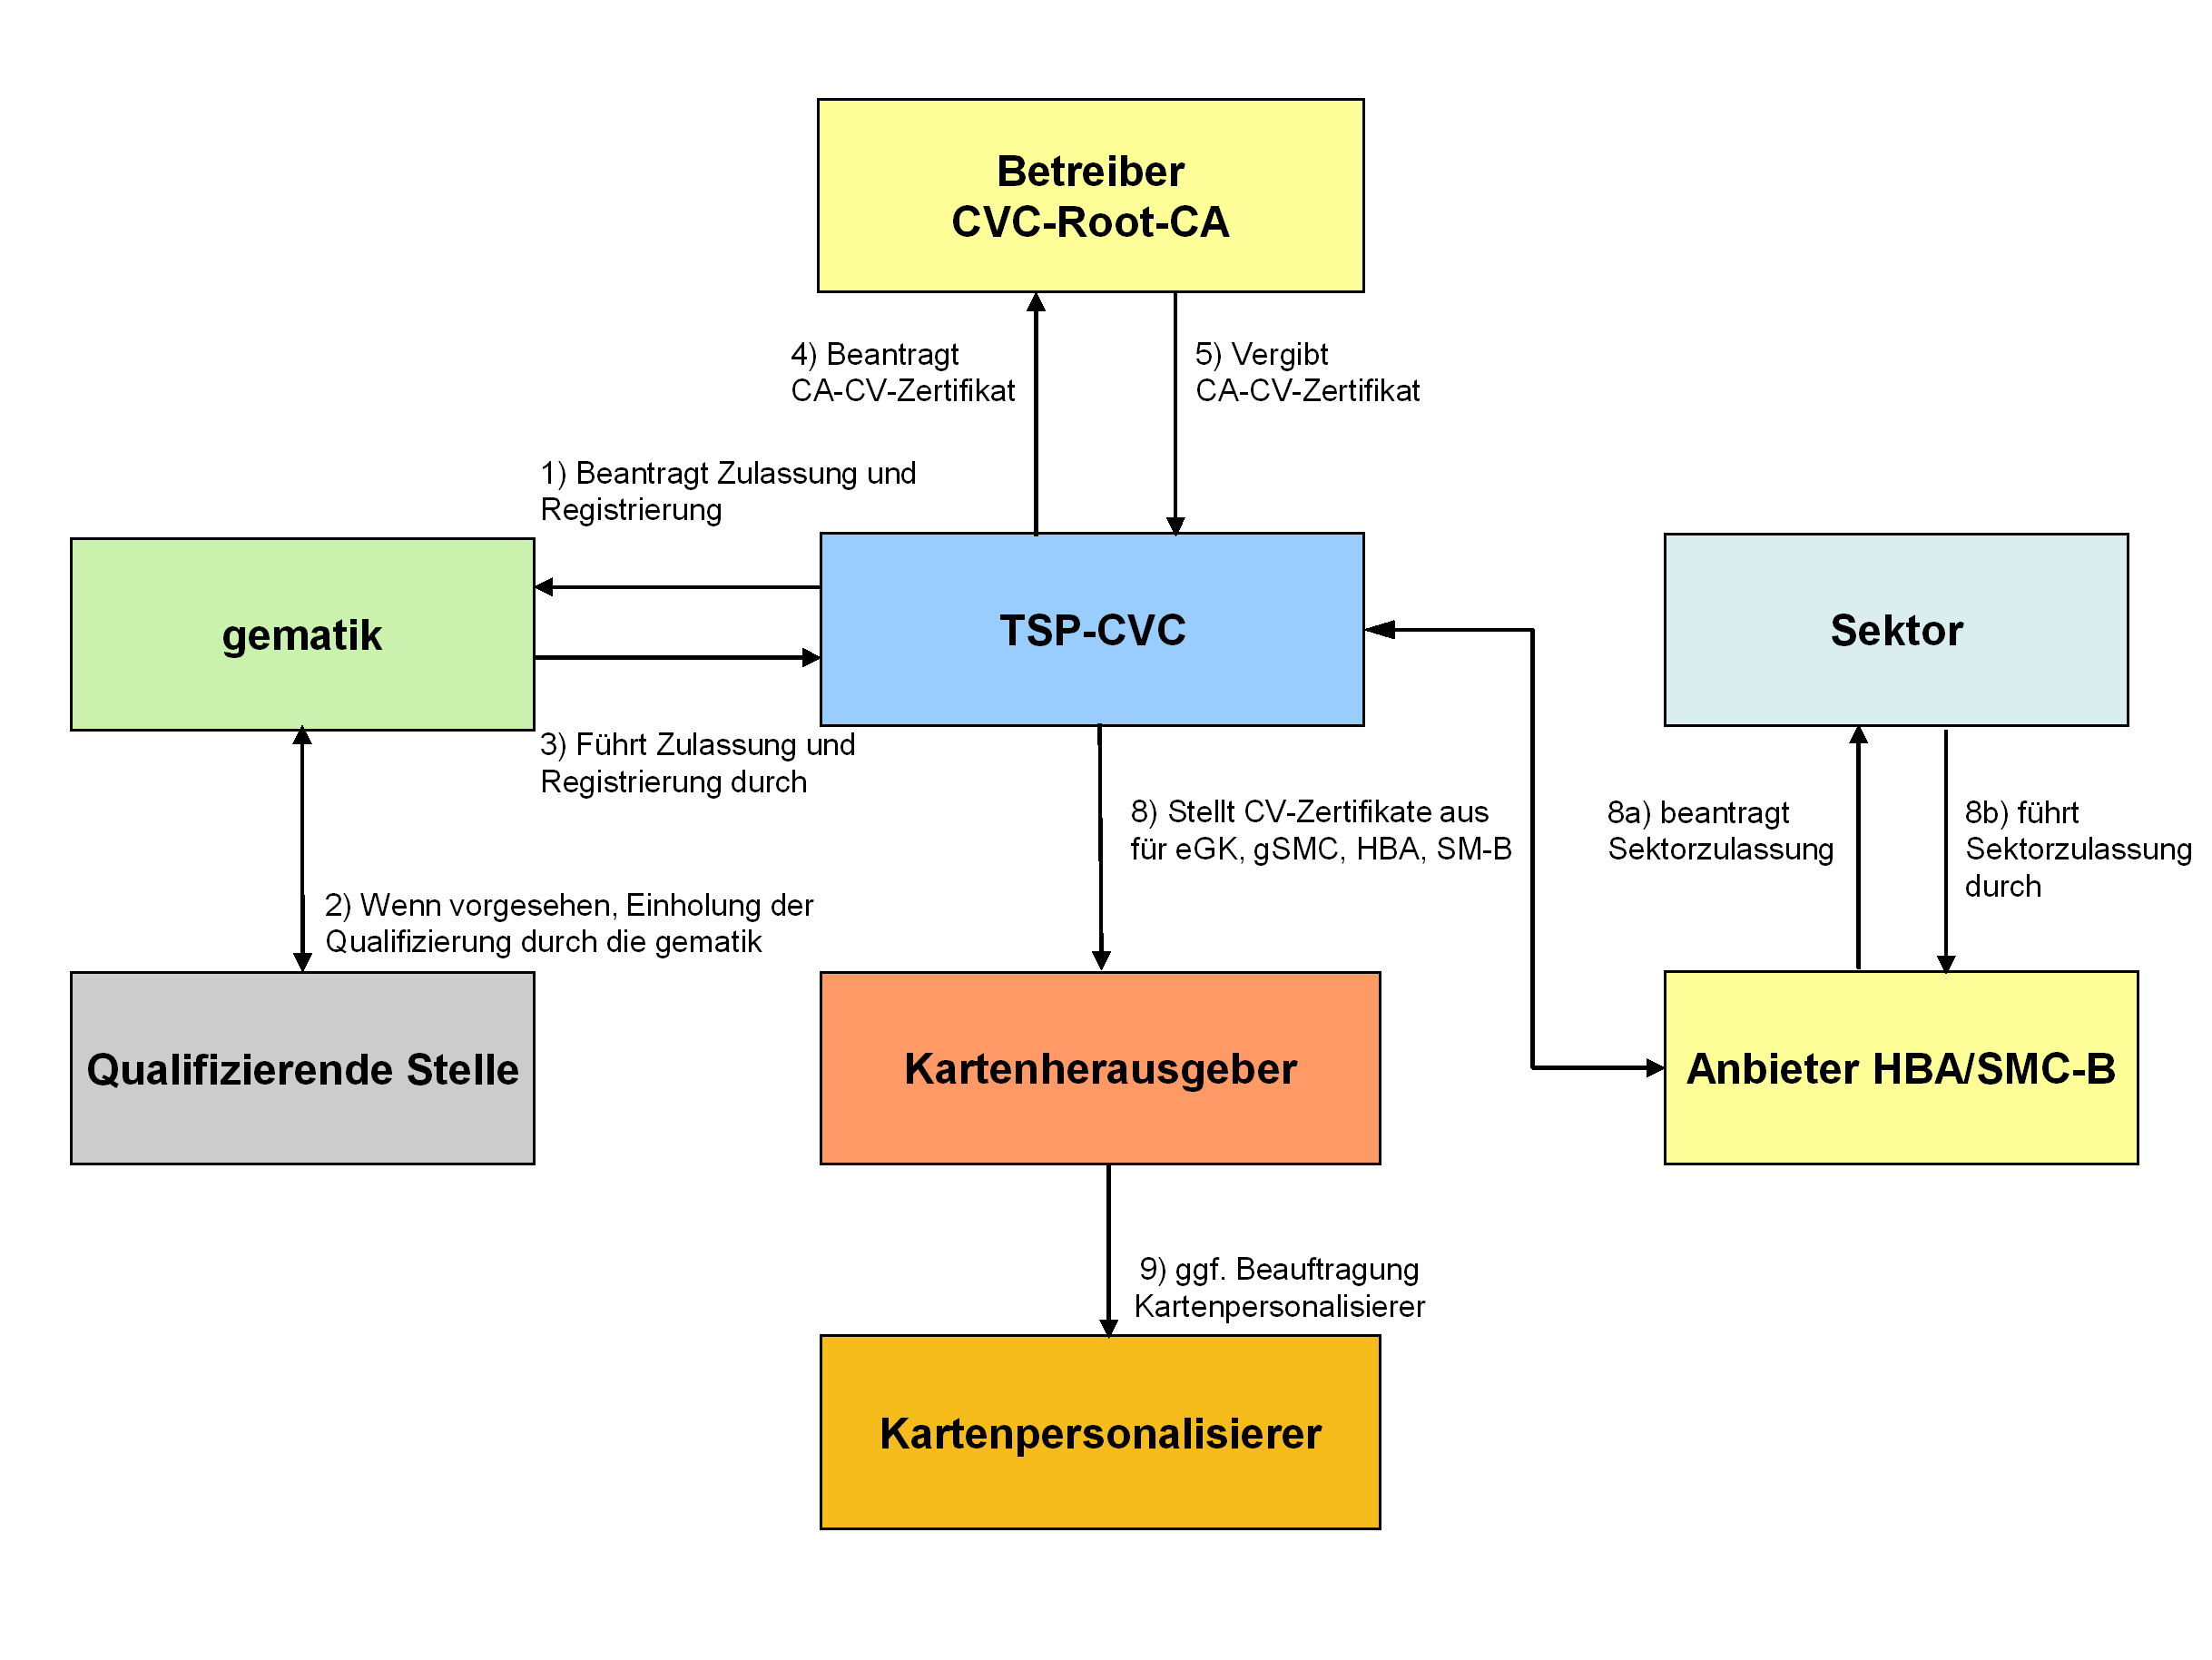 Betreiber
CVC-Root-CA
4) Beantragt
CA-CV-Zertifikat
5) Vergibt
CA-CV-Zertifikat
1) Beantragt Zulassung und
Registrierung
gematik
TSP-CVC
Sektor
3) Führt Zulassung und
Registrierung durch
8) Stellt CV-Zertifikate aus
für eGK, gSMC, HBA, SM-B
8a) beantragt
Sektorzulassung
8b) führt
Sektorzulassung
durch
2) Wenn vorgesehen, Einholung der
Qualifizierung durch die gematik
Qualifizierende Stelle
Kartenherausgeber
Anbieter HBA/SMC-B
9) ggf. Beauftragung
Kartenpersonalisierer
Kartenpersonalisierer